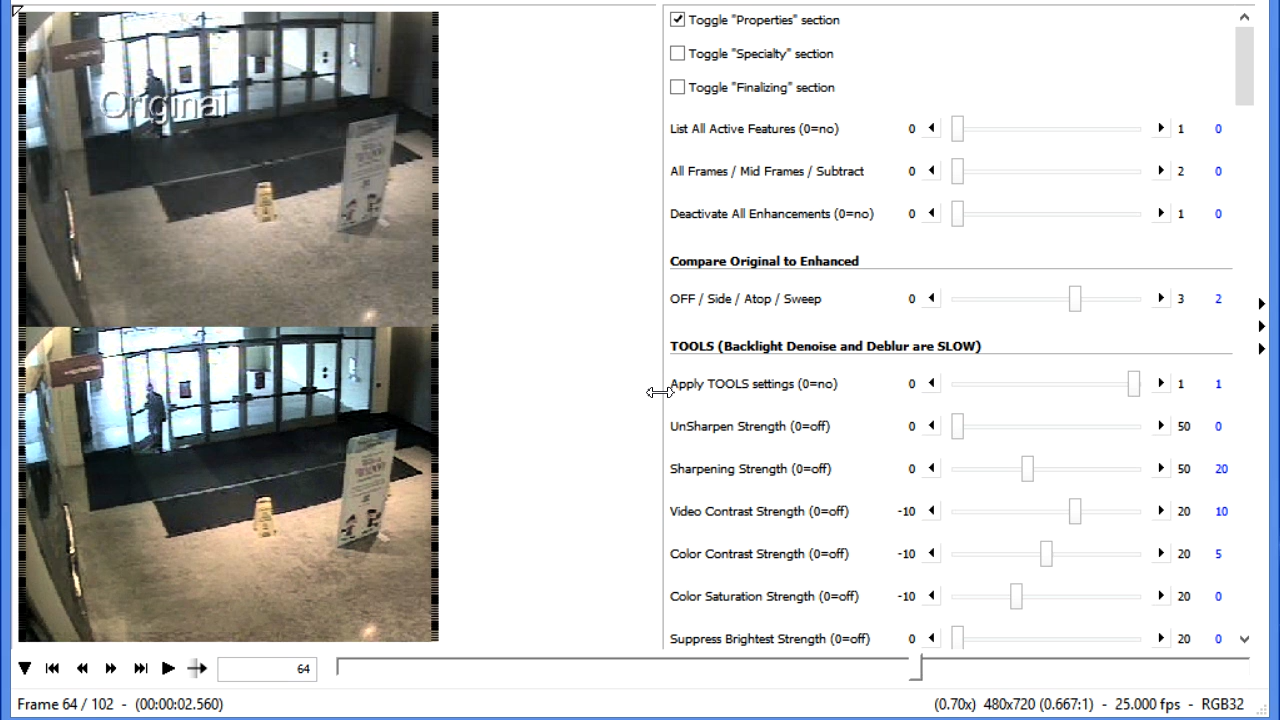 Original
Toggle "Properties" section
Toggle "Specialty" section
Toggle "Finalizing" section
List All Active Features (0=no) 0 1 0
All Frames / Mid Frames / Subtract 0 2 0
Deactivate All Enhancements (0=no) 0 1 0
Compare Original to Enhanced
OFF / Side / Atop / Sweep 0 3 2
TOOLS (Backlight Denoise and Deblur are SLOW)
Apply TOOLS settings (0=no) 0 1 1
UnSharpen Strength (0=off) 0 50 0
Sharpening Strength (0=off) 0 50 20
Video Contrast Strength (0=off) -10 20 10
Color Contrast Strength (0=off) -10 20 5
Color Saturation Strength (0=off) -10 20 0
Suppress Brightest Strength (0=off) 0 20 0
64
Frame 64 / 102 - (00:00:02.560) (0.70x) 480x720 (0.667:1) - 25.000 fps - RGB32